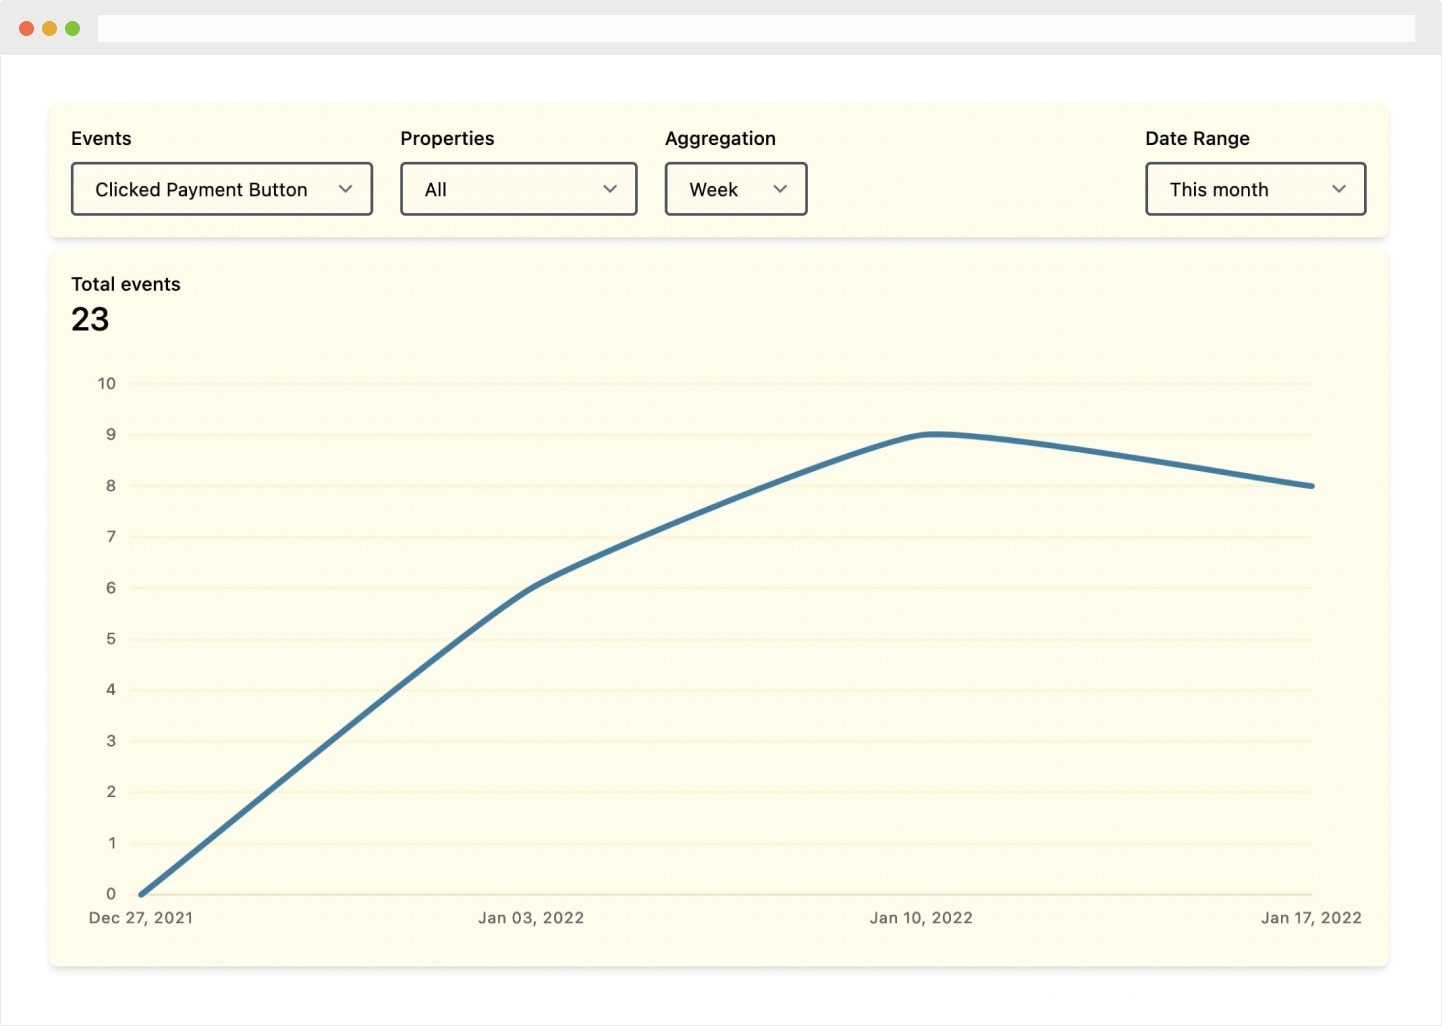 Events
Properties
Aggregation
Date Range
Clicked Payment Button
All
Week
This month
Total events
23
10
9
8
7
6
5
4
3
2
1
0
Dec 27, 2021
Jan 03, 2022
Jan 10, 2022
Jan 17, 2022